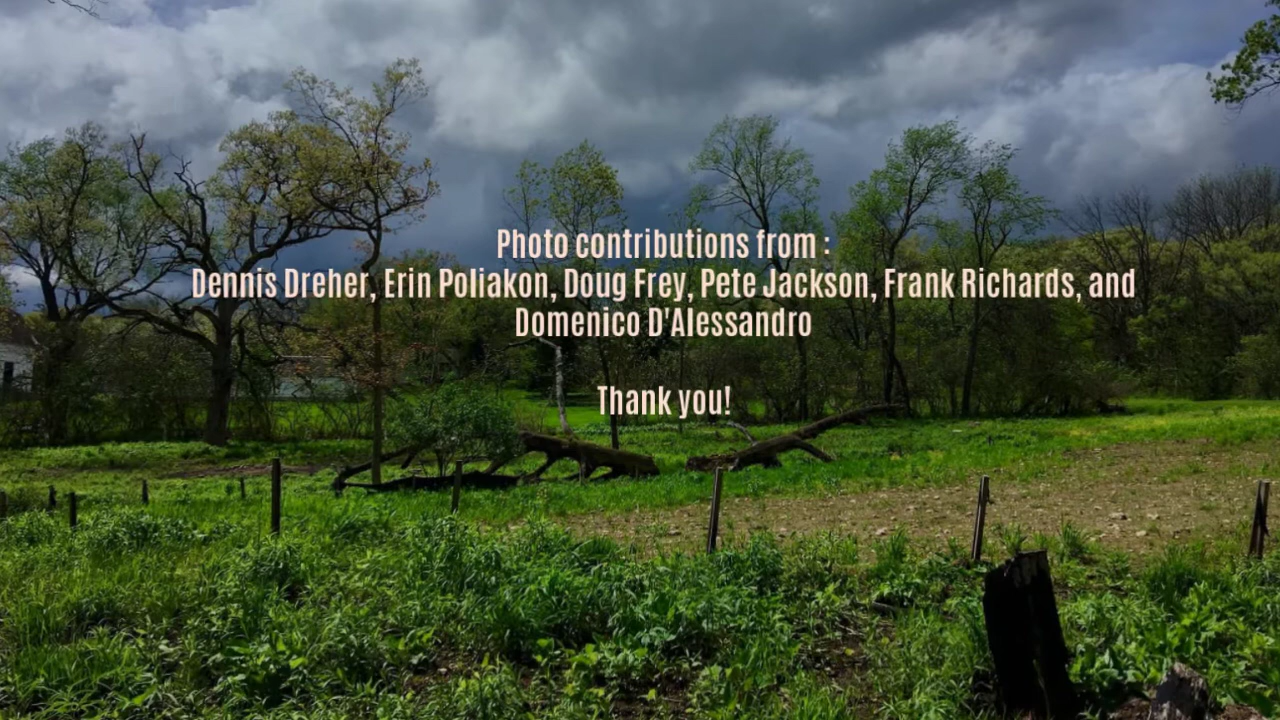 Photo contributions from :
Dennis Dreher, Erin Poliakon, Doug Frey, Pete Jackson, Frank Richards, and
Domenico D'Alessandro
Thank you!